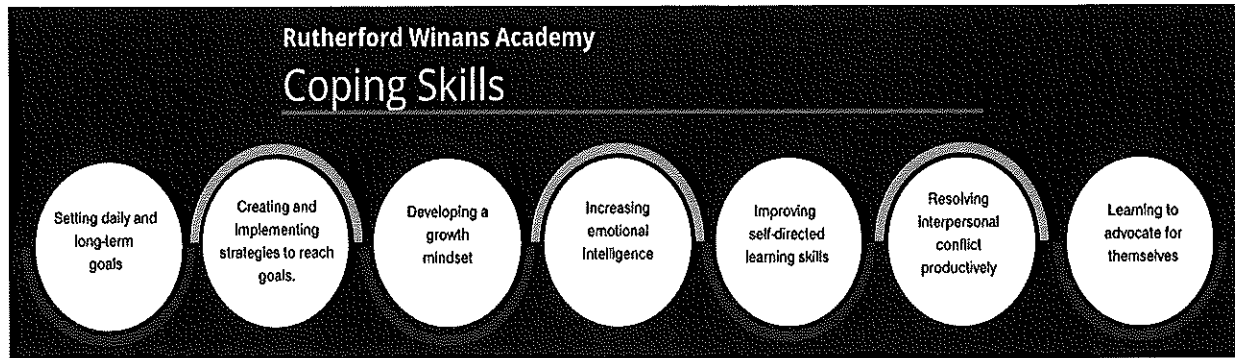 Rutherford Winans Academy
Coping Skills
Setting daily and
long-term
goals
Creating and
Implementing
strategies to reach
goals.
Developing a
growth
mindset
Increasing
emotional
Intelligence
Improving
self-directed
learning skills
Resolving
interpersonal
conflict
productively
Learning to
advocate for
themselves